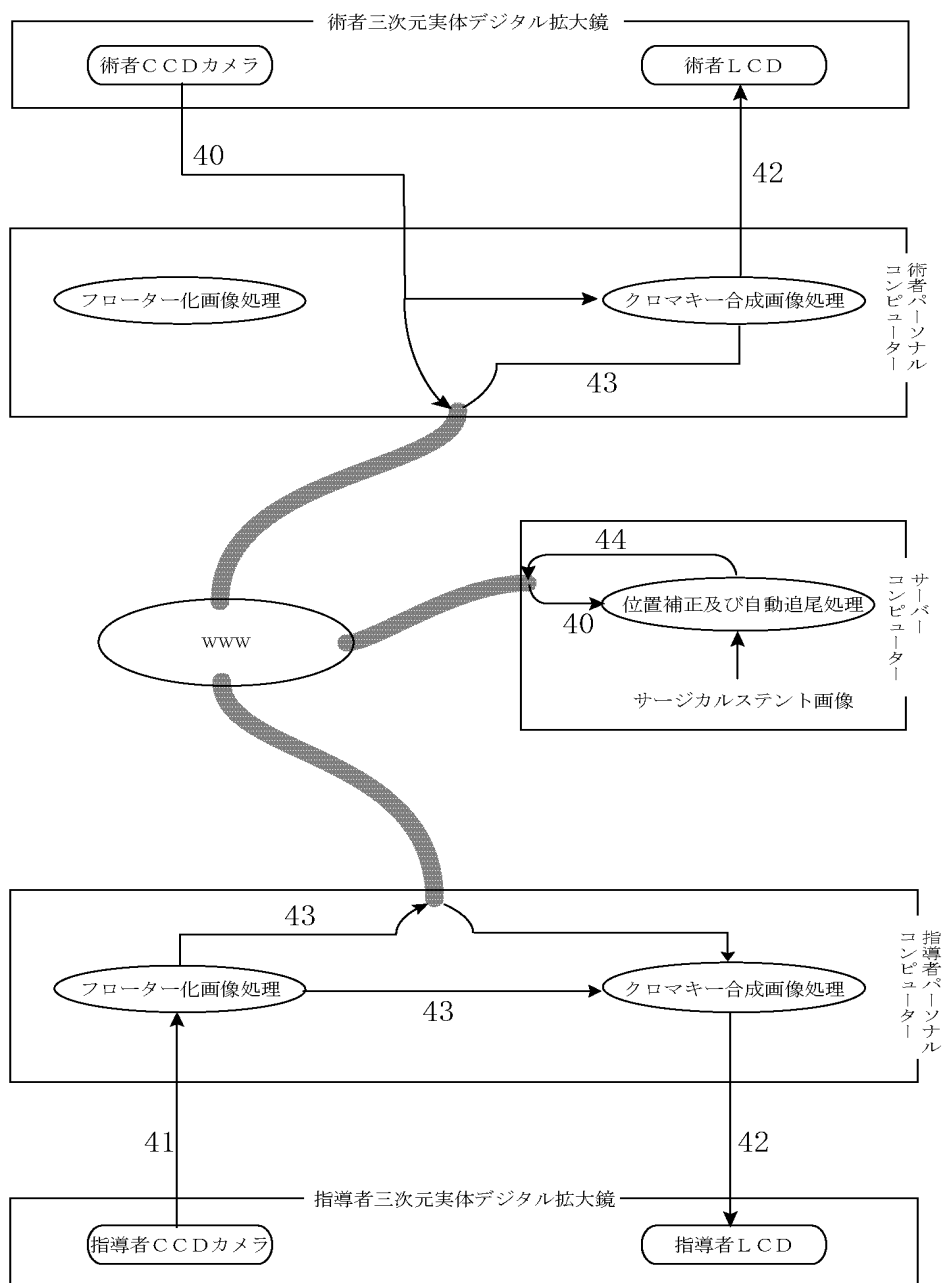 術者三次元実体デジタル拡大鏡
術者CCDカメラ
術者LCD
40
42
フローター化画像処理
クロマキー合成画像処理
術者パーソナル
コンピューター
43
44
位置補正及び自動追尾処理
40
サーバー
コンピューター
サージカルステント画像
WWW
43
フローター化画像処理
43
クロマキー合成画像処理
指導者パーソナル
コンピューター
41
42
指導者三次元実体デジタル拡大鏡
指導者CCDカメラ
指導者LCD